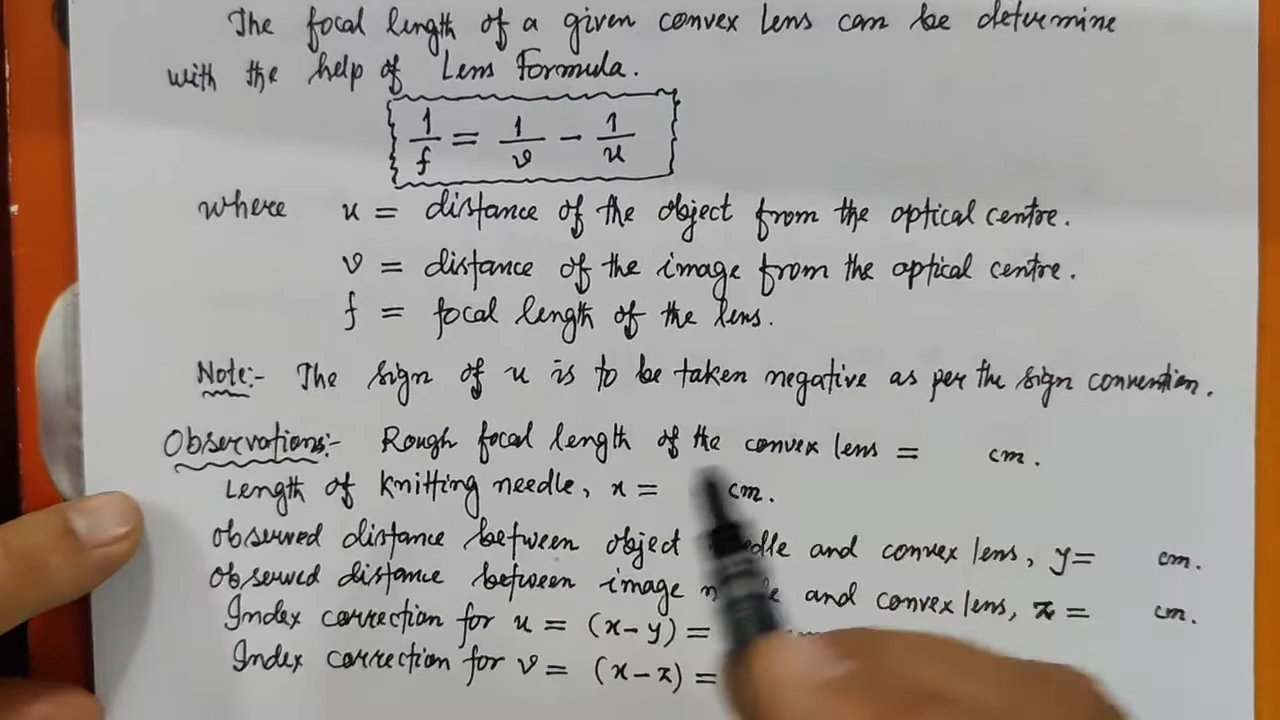 The focal length of a given convex lens can be determine
with the help of Lens Formula.
1/f = 1/v - 1/u
where u = distance of the object from the optical centre.
v = distance of the image from the optical centre.
f = focal length of the lens.
Note:- The sign of u is to be taken negative as per the sign convention.
Observations:- Rough focal length of the convex lens = cm.
Length of knitting needle, x = cm.
Observed distance between object and convex lens, y = cm.
Observed distance between image and convex lens, z = cm.
Index correction for u = (x-y) =
Index correction for v = (x-z) =